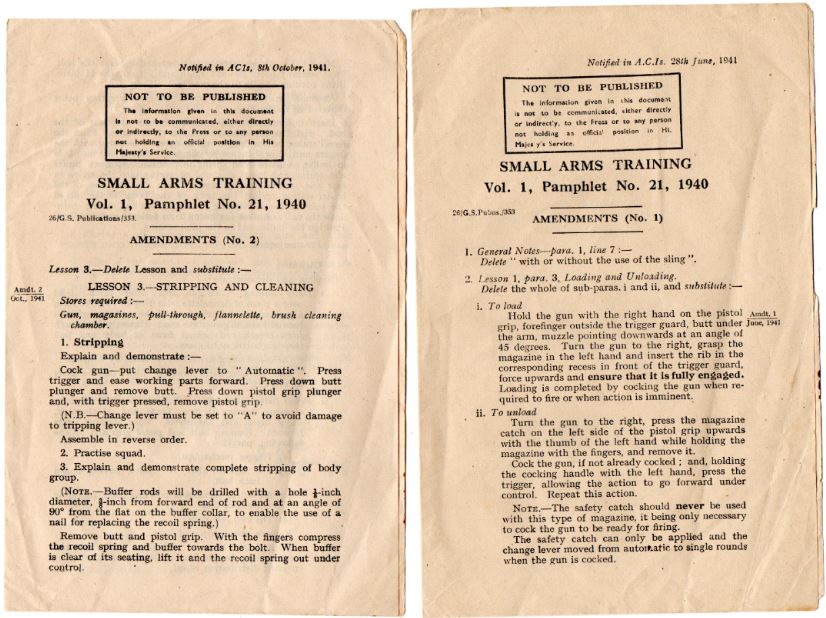 Notified in ACIs, 8th October, 1941.
NOT TO BE PUBLISHED
The information given in this document
is not to be communicated, either directly
or indirectly, to the Press or to any person
not holding an official position in His
Majesty's Service.
SMALL ARMS TRAINING
Vol. 1, Pamphlet No. 21, 1940
26/G.S. Publications/353.
AMENDMENTS (No. 2)
Lesson 3.—Delete Lesson and substitute :—
Amdt. 2
Oct., 1941
LESSON 3.—STRIPPING AND CLEANING
Stores required :—
Gun, magazines, pull-through, flannelette, brush cleaning
chamber.
1. Stripping
Explain and demonstrate :—
Cock gun—put change lever to "Automatic". Press
trigger and ease working parts forward. Press down butt
plunger and remove butt. Press down pistol grip plunger
and, with trigger pressed, remove pistol grip.
(N.B.—Change lever must be set to "A" to avoid damage
to tripping lever.)
Assemble in reverse order.
2. Practise squad.
3. Explain and demonstrate complete stripping of body
group.
(NOTE.—Buffer rods will be drilled with a hole ⅛-inch
diameter, ⅜-inch from forward end of rod and at an angle of
90° from the flat on the buffer collar, to enable the use of a
nail for replacing the recoil spring.)
Remove butt and pistol grip. With the fingers compress
the recoil spring and buffer towards the bolt. When buffer
is clear of its seating, lift it and the recoil spring out under
control.
Notified in A.C.Is. 28th June, 1941
NOT TO BE PUBLISHED
The information given in this document
is not to be communicated, either directly
or indirectly, to the Press or to any person
not holding an official position in His
Majesty's Service.
SMALL ARMS TRAINING
Vol. 1, Pamphlet No. 21, 1940
26/G.S. Pubns./353
AMENDMENTS (No. 1)
1. General Notes—para. 1, line 7 :—
Delete "with or without the use of the sling".
2. Lesson 1, para. 3, Loading and Unloading.
Delete the whole of sub-paras. i and ii, and substitute :—
i. To load
Hold the gun with the right hand on the pistol
grip, forefinger outside the trigger guard, butt under
the arm, muzzle pointing downwards at an angle of
45 degrees. Turn the gun to the right, grasp the
magazine in the left hand and insert the rib in the
corresponding recess in front of the trigger guard,
force upwards and ensure that it is fully engaged.
Loading is completed by cocking the gun when re-
quired to fire or when action is imminent.
Amdt. 1
June, 1941
ii. To unload
Turn the gun to the right, press the magazine
catch on the left side of the pistol grip upwards
with the thumb of the left hand while holding the
magazine with the fingers, and remove it.
Cock the gun, if not already cocked ; and, holding
the cocking handle with the left hand, press the
trigger, allowing the action to go forward under
control. Repeat this action.
NOTE.—The safety catch should never be used
with this type of magazine, it being only necessary
to cock the gun to be ready for firing.
The safety catch can only be applied and the
change lever moved from automatic to single rounds
when the gun is cocked.